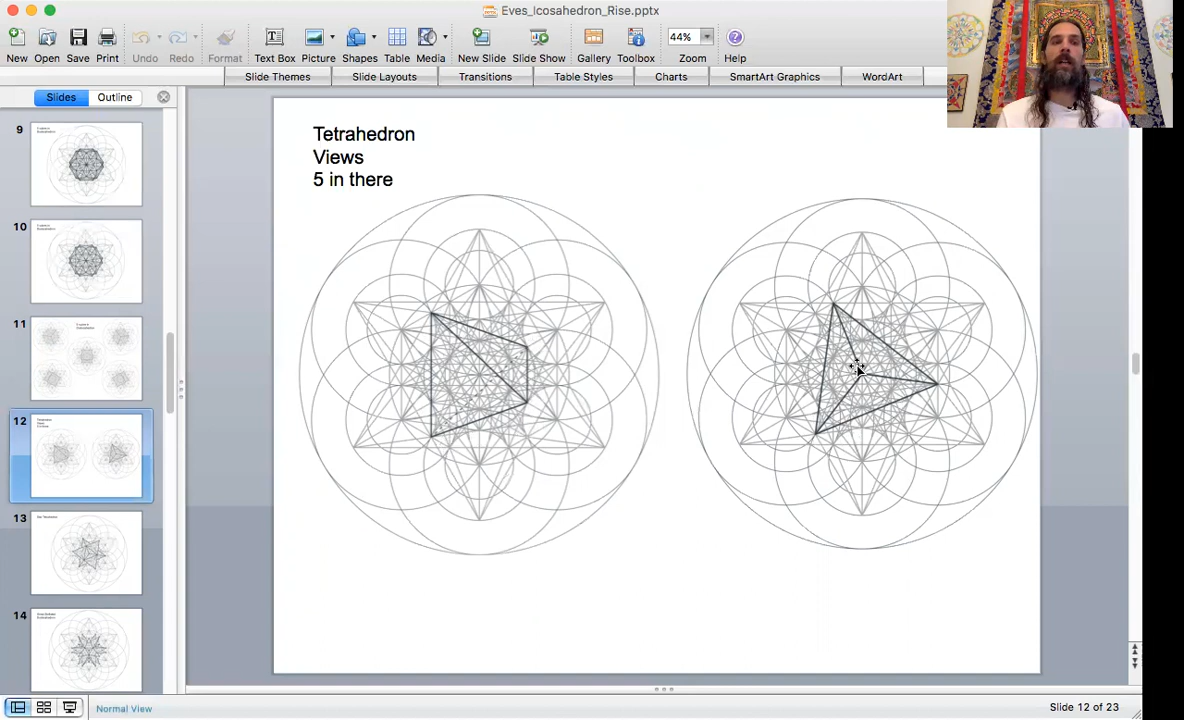 Eves_Icosahedron_Rise.pptx
New Open Save Print Undo Redo Format Text Box Picture Shapes Table Media New Slide Slide Show Gallery Toolbox Zoom Help
44%
Slide Themes Slide Layouts Transitions Table Styles Charts SmartArt Graphics WordArt
Slides Outline
9
10
11
12
13
14
Tetrahedron
Views
5 in there
Normal View
Slide 12 of 23